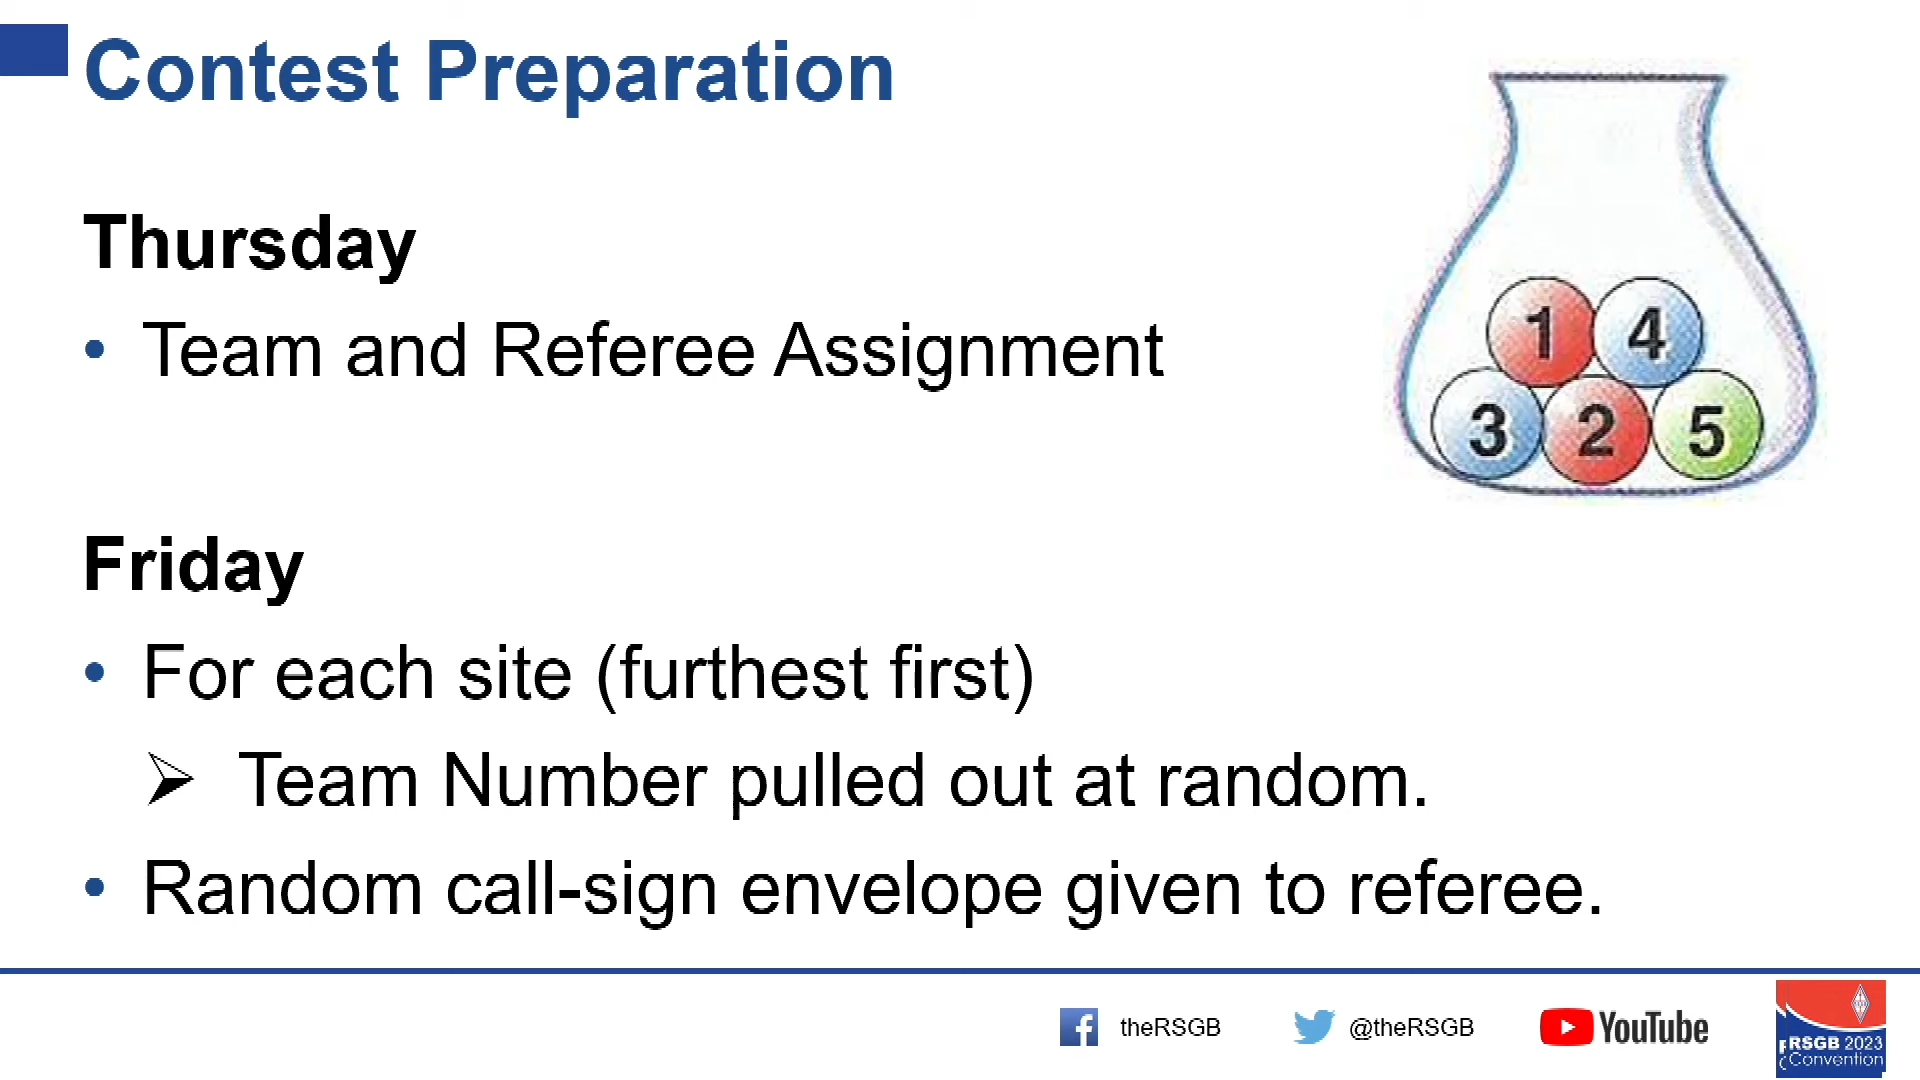 Contest Preparation
Thursday
• Team and Referee Assignment
1 4
3 2 5
Friday
• For each site (furthest first)
➢ Team Number pulled out at random.
• Random call-sign envelope given to referee.
theRSGB @theRSGB YouTube
RSGB 2023
Convention